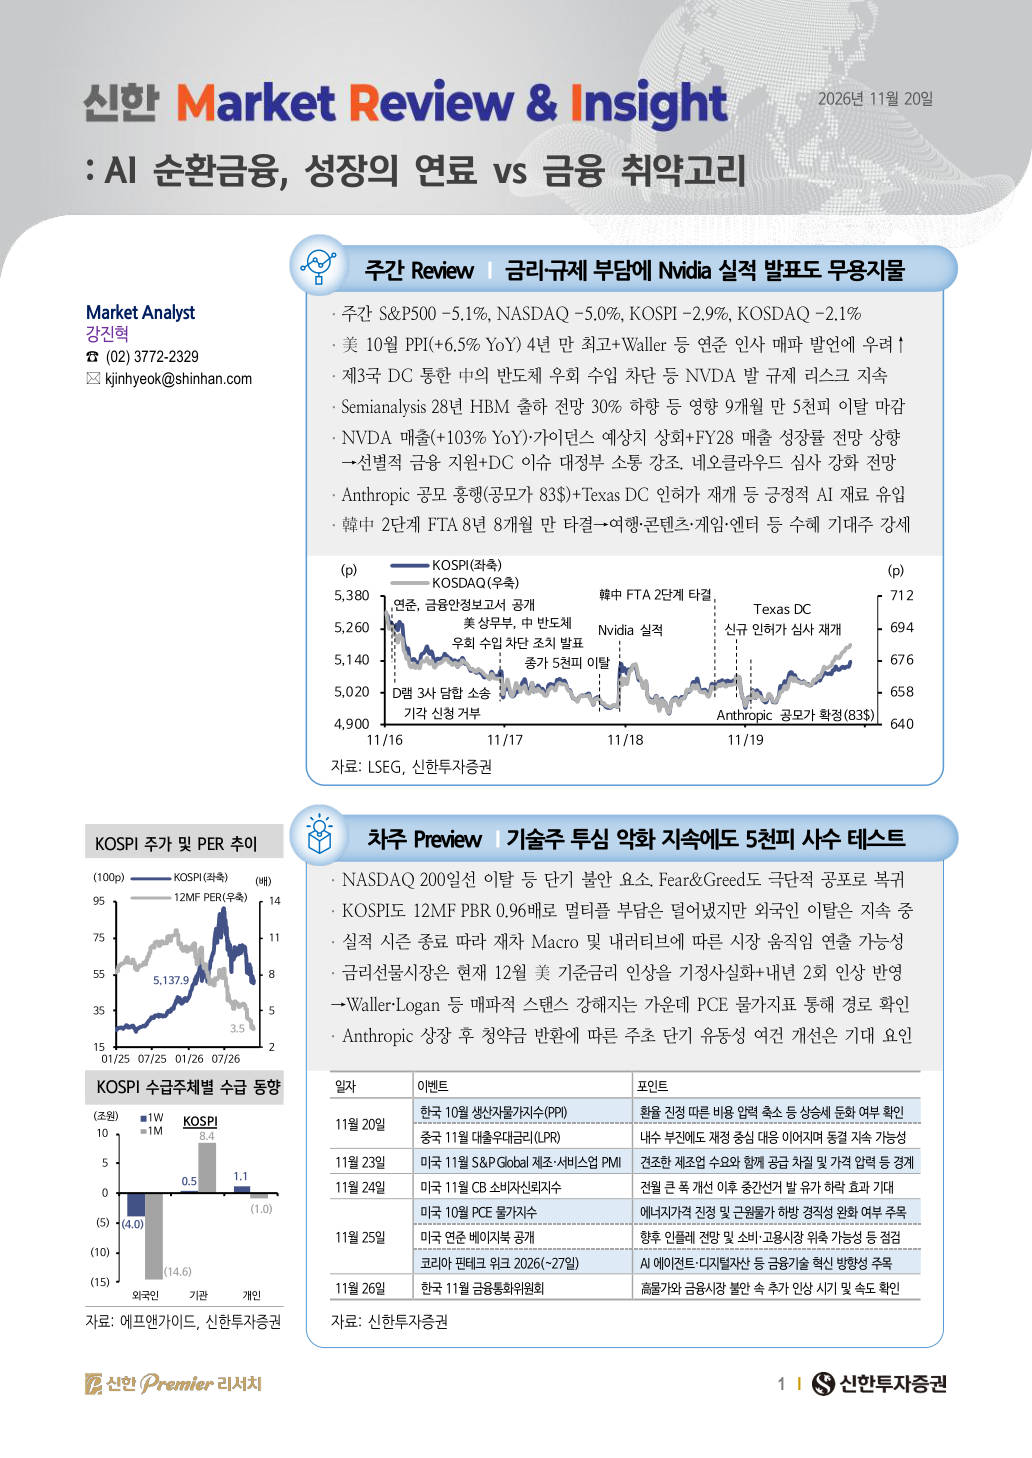 신한 Market Review & Insight
2026년 11월 20일
: AI 순환금융, 성장의 연료 vs 금융 취약고리
Market Analyst
강진혁
☎ (02) 3772-2329
✉ kjinhyeok@shinhan.com
주간 Review | 금리·규제 부담에 Nvidia 실적 발표도 무용지물
· 주간 S&P500 -5.1%, NASDAQ -5.0%, KOSPI -2.9%, KOSDAQ -2.1%
· 美 10월 PPI(+6.5% YoY) 4년 만 최고+Waller 등 연준 인사 매파 발언에 우려↑
· 제3국 DC 통한 中의 반도체 우회 수입 차단 등 NVDA 발 규제 리스크 지속
· Semianalysis 28년 HBM 출하 전망 30% 하향 등 영향 9개월 만 5천피 이탈 마감
· NVDA 매출(+103% YoY)·가이던스 예상치 상회+FY28 매출 성장률 전망 상향
→선별적 금융 지원+DC 이슈 대정부 소통 강조. 네오클라우드 심사 강화 전망
· Anthropic 공모 흥행(공모가 83$)+Texas DC 인허가 재개 등 긍정적 AI 재료 유입
· 韓中 2단계 FTA 8년 8개월 만 타결→여행·콘텐츠·게임·엔터 등 수혜 기대주 강세
(p)
KOSPI(좌축)
KOSDAQ(우축)
(p)
5,380
5,260
5,140
5,020
4,900
712
694
676
658
640
연준, 금융안정보고서 공개
美 상무부, 中 반도체
우회 수입 차단 조치 발표
종가 5천피 이탈
D램 3사 담합 소송
기각 신청 거부
韓中 FTA 2단계 타결
Nvidia 실적
Texas DC
신규 인허가 심사 재개
Anthropic 공모가 확정(83$)
11/16 11/17 11/18 11/19
자료: LSEG, 신한투자증권
KOSPI 주가 및 PER 추이
(100p)
KOSPI(좌축)
12MF PER(우축)
(배)
95
75
55
35
15
14
11
8
5
2
5,137.9
3.5
01/25 07/25 01/26 07/26
KOSPI 수급주체별 수급 동향
(조원)
1W
1M
KOSPI
10
5
0
(5)
(10)
(15)
(4.0)
(14.6)
0.5
8.4
1.1
(1.0)
외국인 기관 개인
자료: 에프앤가이드, 신한투자증권
차주 Preview | 기술주 투심 악화 지속에도 5천피 사수 테스트
· NASDAQ 200일선 이탈 등 단기 불안 요소. Fear&Greed도 극단적 공포로 복귀
· KOSPI도 12MF PBR 0.96배로 멀티플 부담은 덜어냈지만 외국인 이탈은 지속 중
· 실적 시즌 종료 따라 재차 Macro 및 내러티브에 따른 시장 움직임 연출 가능성
· 금리선물시장은 현재 12월 美 기준금리 인상을 기정사실화+내년 2회 인상 반영
→Waller·Logan 등 매파적 스탠스 강해지는 가운데 PCE 물가지표 통해 경로 확인
· Anthropic 상장 후 청약금 반환에 따른 주초 단기 유동성 여건 개선은 기대 요인
일자 이벤트 포인트
11월 20일 한국 10월 생산자물가지수(PPI) 환율 진정 따른 비용 압력 축소 등 상승세 둔화 여부 확인
중국 11월 대출우대금리(LPR) 내수 부진에도 재정 중심 대응 이어지며 동결 지속 가능성
11월 23일 미국 11월 S&P Global 제조·서비스업 PMI 견조한 제조업 수요와 함께 공급 차질 및 가격 압력 등 경계
11월 24일 미국 11월 CB 소비자신뢰지수 전월 큰 폭 개선 이후 중간선거 발 유가 하락 효과 기대
11월 25일 미국 10월 PCE 물가지수 에너지가격 진정 및 근원물가 하방 경직성 완화 여부 주목
미국 연준 베이지북 공개 향후 인플레 전망 및 소비·고용시장 위축 가능성 등 점검
코리아 핀테크 위크 2026(~27일) AI 에이전트·디지털자산 등 금융기술 혁신 방향성 주목
11월 26일 한국 11월 금융통화위원회 高물가와 금융시장 불안 속 추가 인상 시기 및 속도 확인
자료: 신한투자증권
신한 Premier 리서치
1 | 신한투자증권